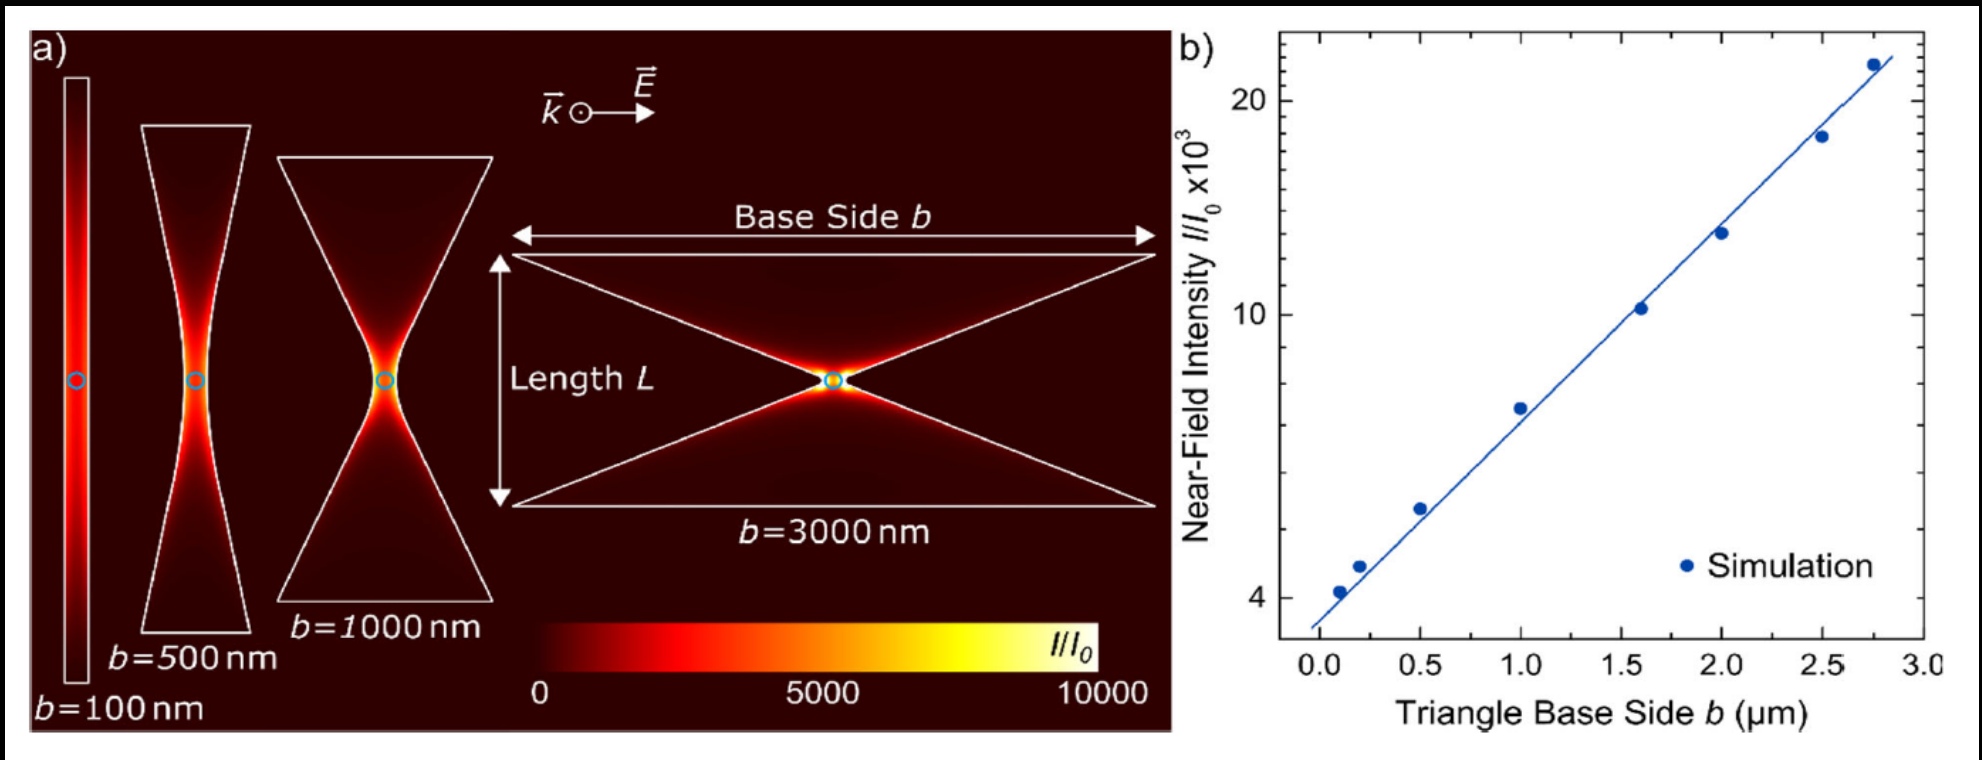 a)
k⃗ E⃗
Base Side b
Length L
b=3000 nm
b=1000 nm
b=500 nm
b=100 nm
I/I₀
0 5000 10000
b)
Near-Field Intensity I/I₀ x10³
20
10
4
Simulation
0.0 0.5 1.0 1.5 2.0 2.5 3.0
Triangle Base Side b (μm)